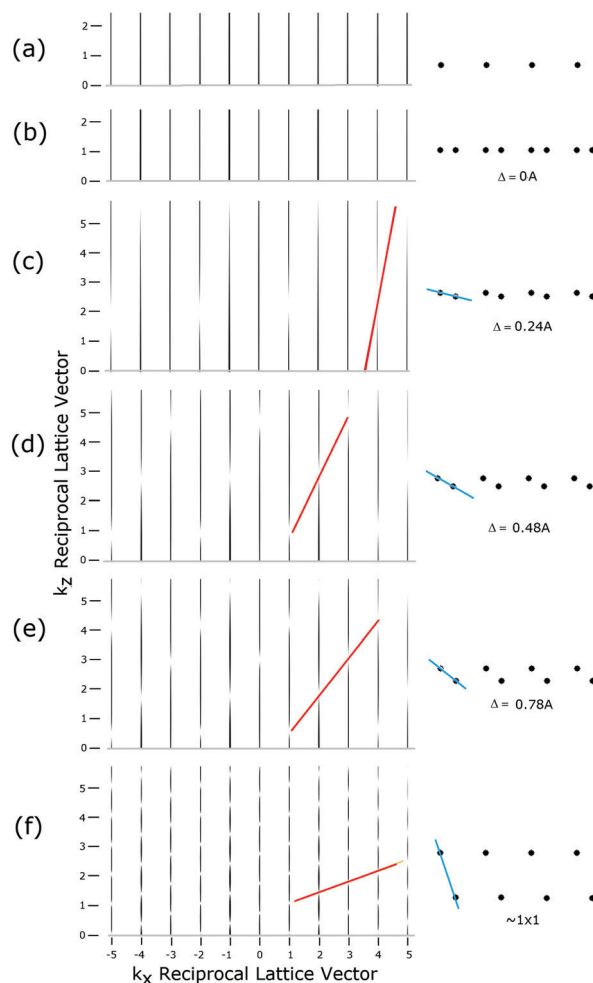 (a)
2
1
0
(b)
2
1
0
Δ = 0A
(c)
5
4
3
2
1
0
Δ = 0.24A
kz Reciprocal Lattice Vector
(d)
5
4
3
2
1
0
Δ = 0.48A
(e)
5
4
3
2
1
0
Δ = 0.78A
(f)
5
4
3
2
1
0
~1x1
-5 -4 -3 -2 -1 0 1 2 3 4 5
kx Reciprocal Lattice Vector